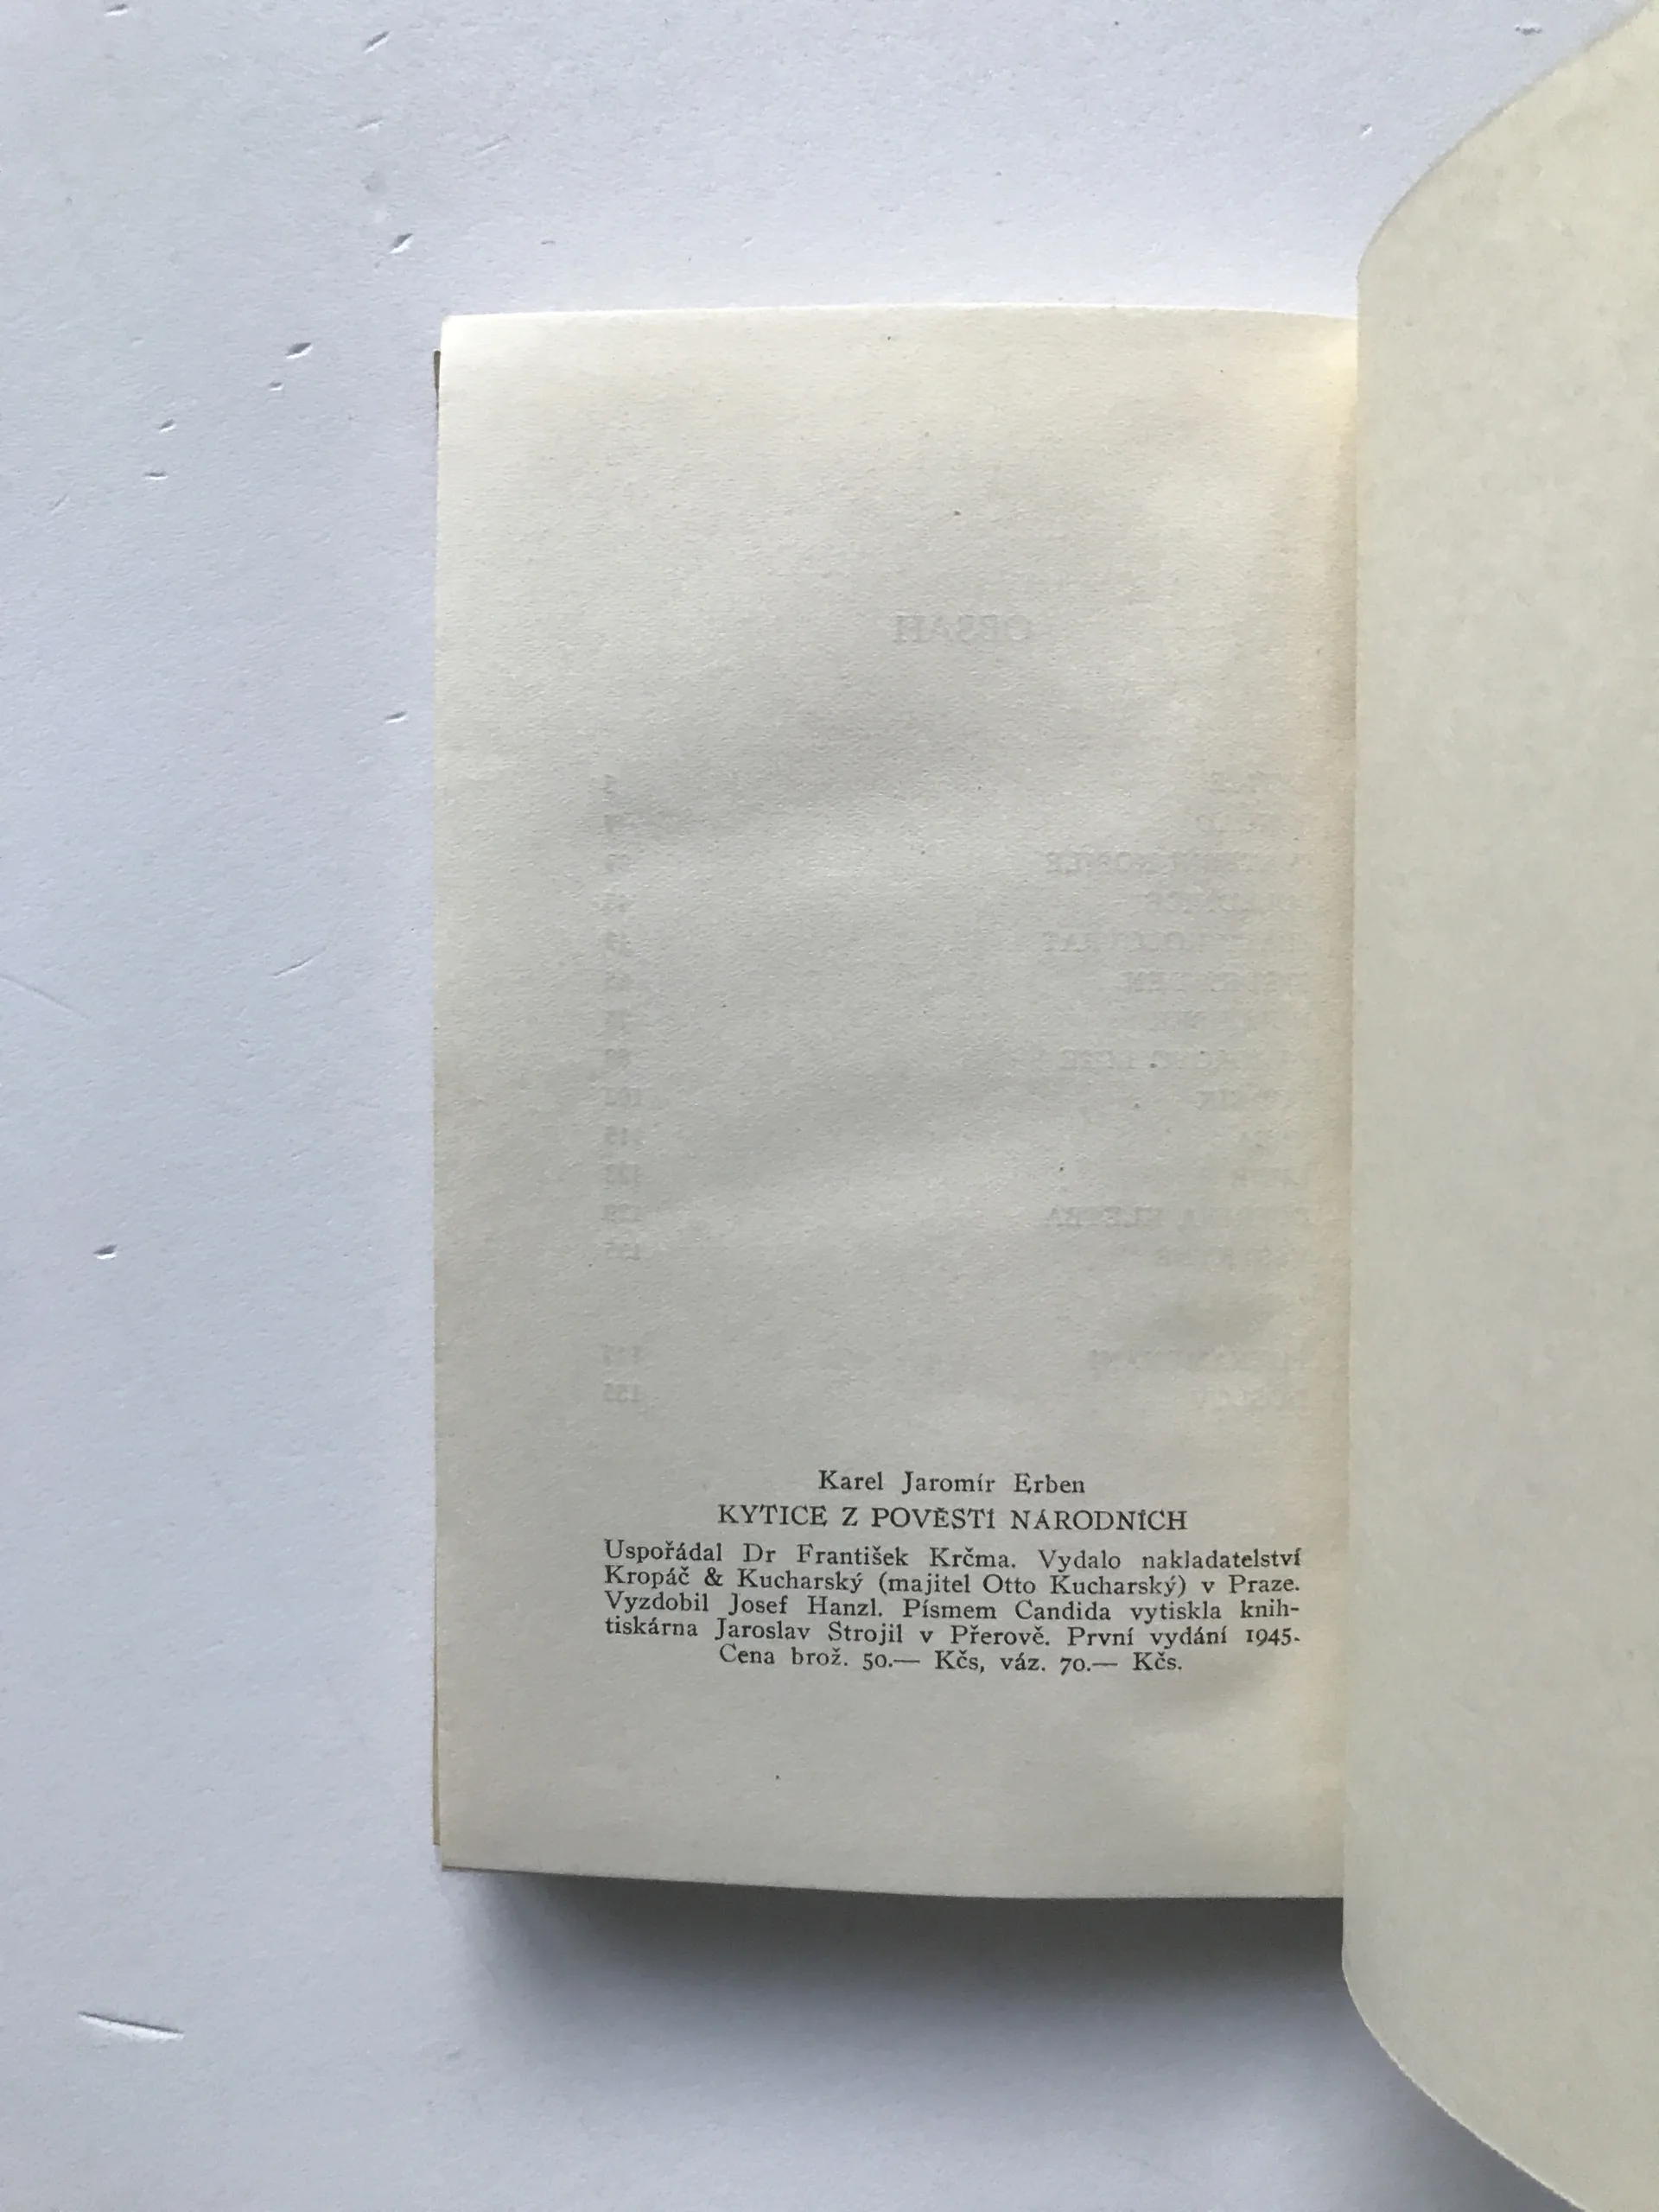 Karel Jaromír Erben
KYTICE Z POVĚSTÍ NÁRODNÍCH
Uspořádal Dr František Krčma. Vydalo nakladatelství
Kropáč & Kucharský (majitel Otto Kucharský) v Praze.
Vyzdobil Josef Hanzl. Písmem Candida vytiskla knih-
tiskárna Jaroslav Strojil v Přerově. První vydání 1945.
Cena brož. 50.— Kčs, váz. 70.— Kčs.